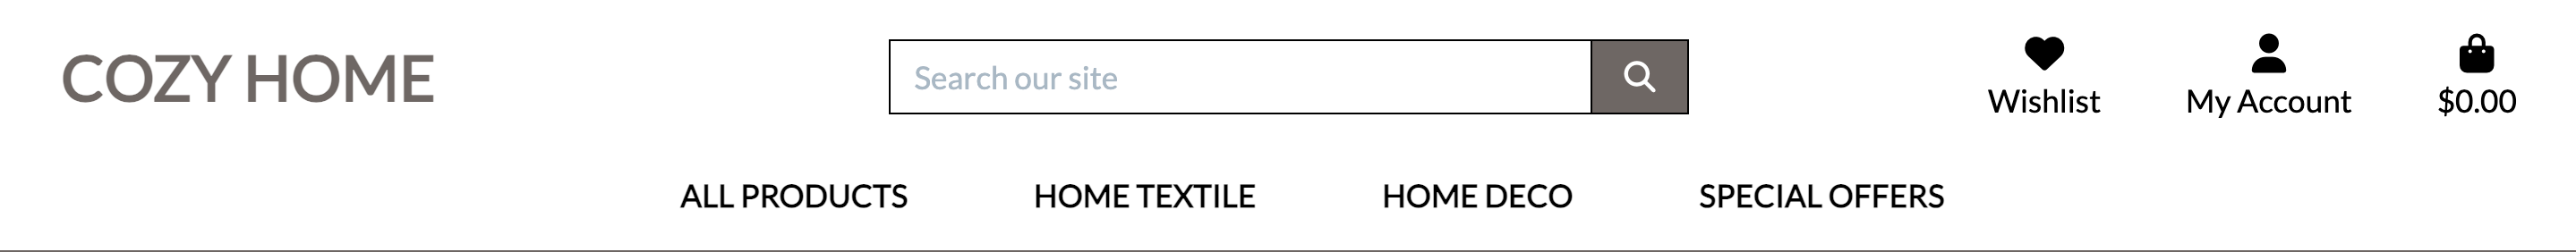 COZY HOME
Search our site
Wishlist
My Account
$0.00
ALL PRODUCTS
HOME TEXTILE
HOME DECO
SPECIAL OFFERS